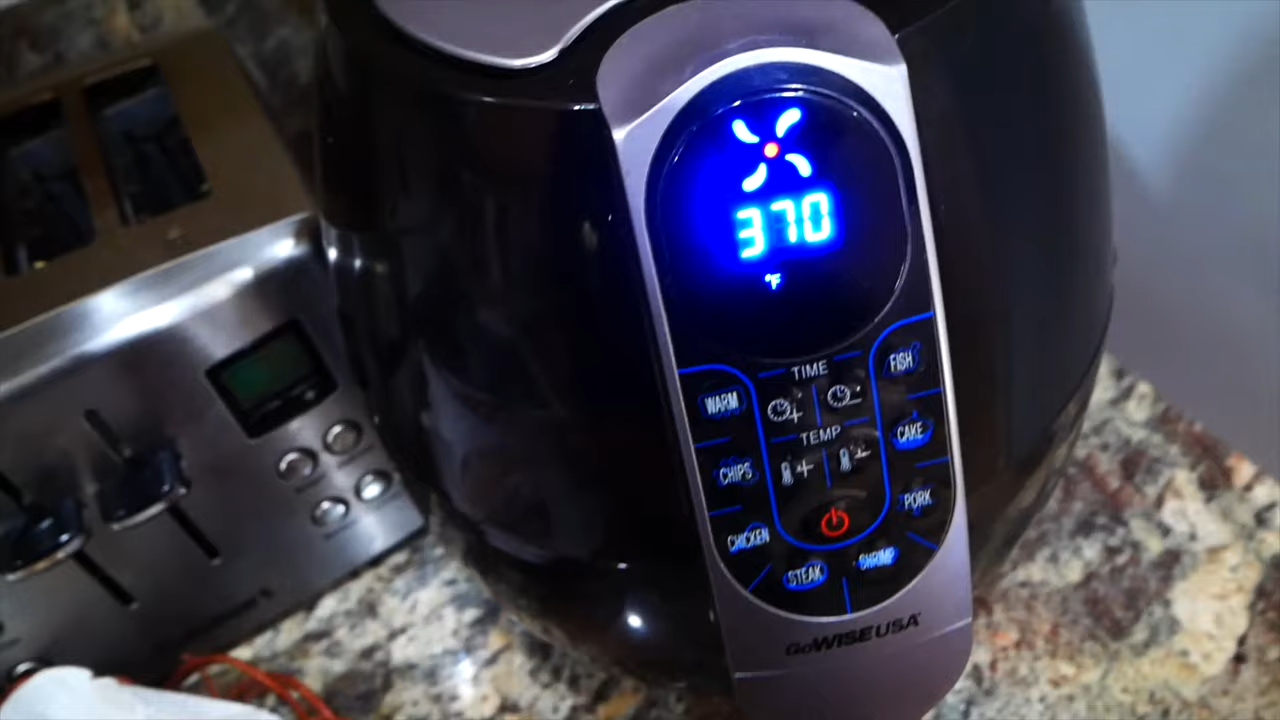 370
°F
TIME
FISH
WARM
TEMP
CAKE
CHIPS
PORK
CHICKEN
STEAK
SHRIMP
GoWISE USA